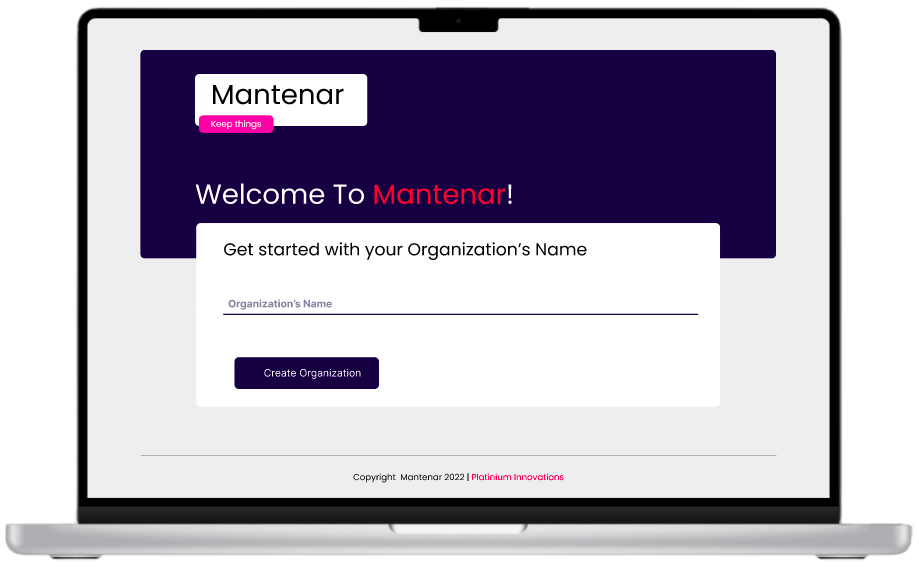 Mantenar
Keep things
Welcome To Mantenar!
Get started with your Organization’s Name
Organization’s Name
Create Organization
Copyright  Mantenar 2022 | Platinium Innovations